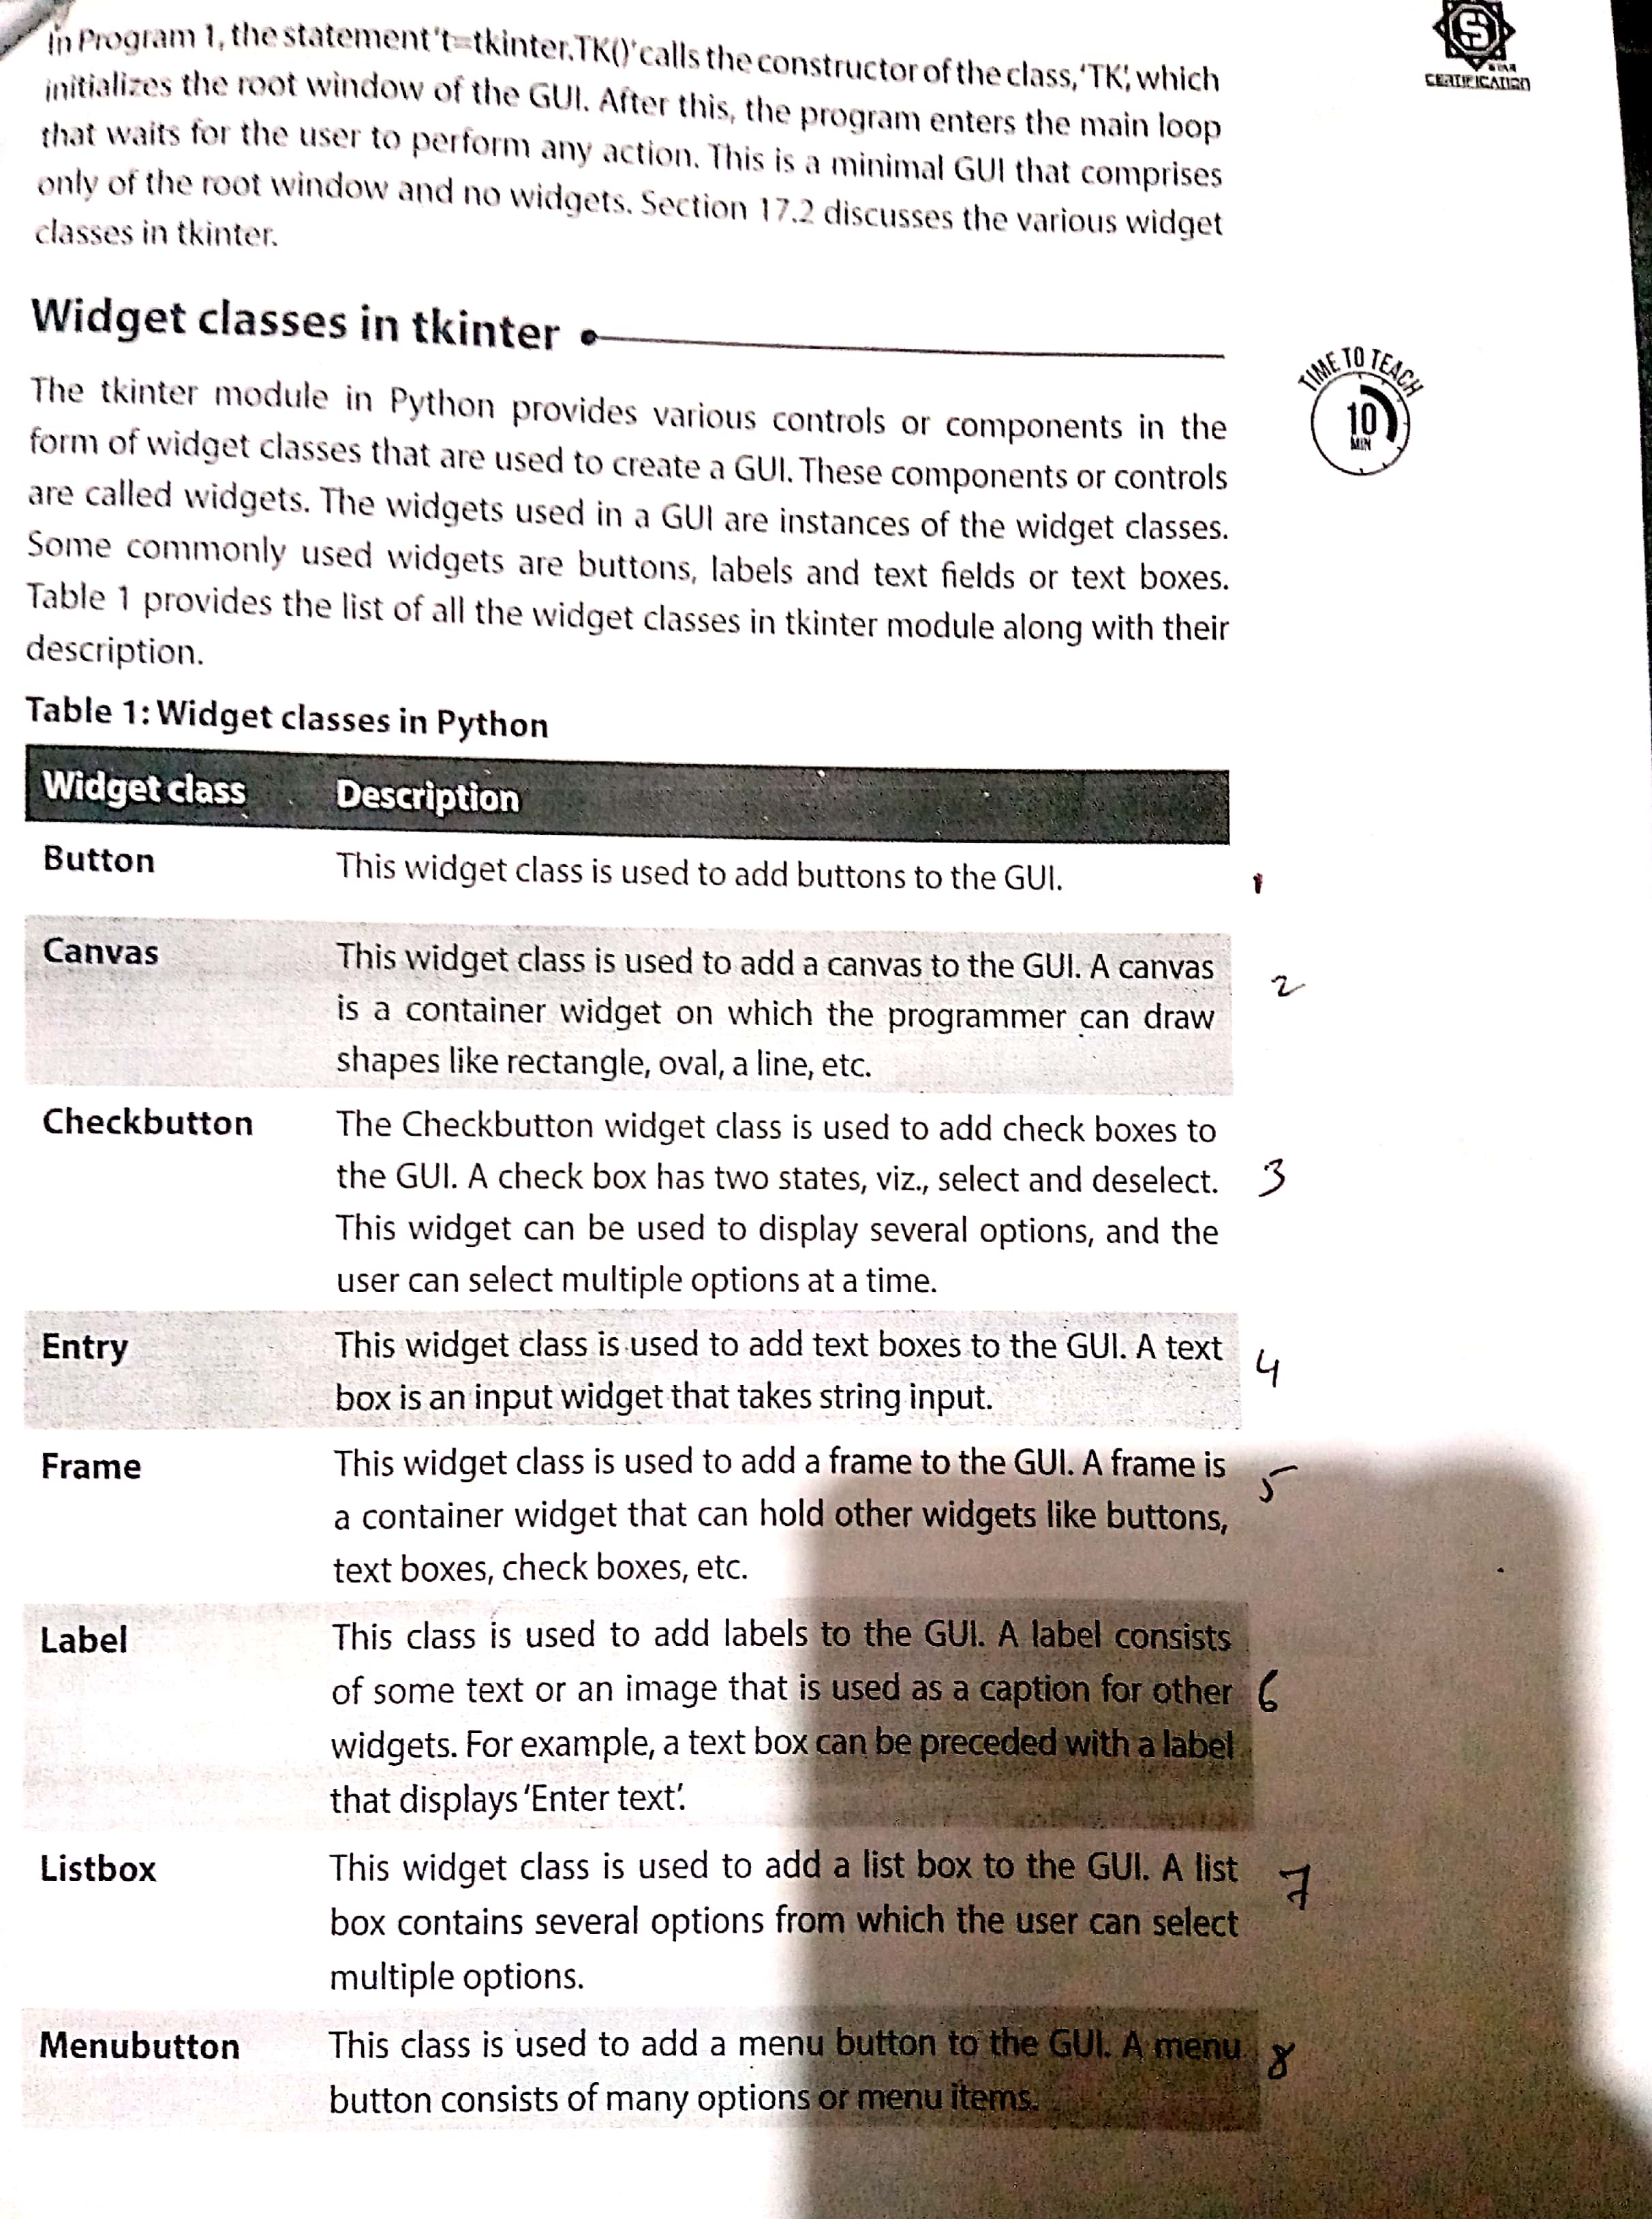 in Program 1, the statement 't=tkinter.TK()' calls the constructor of the class, 'TK', which
initializes the root window of the GUI. After this, the program enters the main loop
that waits for the user to perform any action. This is a minimal GUI that comprises
only of the root window and no widgets. Section 17.2 discusses the various widget
classes in tkinter.
S
STAR
CERTIFICATION
Widget classes in tkinter
TIME TO TEACH
10
MIN
The tkinter module in Python provides various controls or components in the
form of widget classes that are used to create a GUI. These components or controls
are called widgets. The widgets used in a GUI are instances of the widget classes.
Some commonly used widgets are buttons, labels and text fields or text boxes.
Table 1 provides the list of all the widget classes in tkinter module along with their
description.
Table 1: Widget classes in Python
Widget class Description
Button This widget class is used to add buttons to the GUI. 1
Canvas This widget class is used to add a canvas to the GUI. A canvas
is a container widget on which the programmer can draw 2
shapes like rectangle, oval, a line, etc.
Checkbutton The Checkbutton widget class is used to add check boxes to
the GUI. A check box has two states, viz., select and deselect. 3
This widget can be used to display several options, and the
user can select multiple options at a time.
Entry This widget class is used to add text boxes to the GUI. A text 4
box is an input widget that takes string input.
Frame This widget class is used to add a frame to the GUI. A frame is 5
a container widget that can hold other widgets like buttons,
text boxes, check boxes, etc.
Label This class is used to add labels to the GUI. A label consists
of some text or an image that is used as a caption for other 6
widgets. For example, a text box can be preceded with a label
that displays 'Enter text'.
Listbox This widget class is used to add a list box to the GUI. A list 7
box contains several options from which the user can select
multiple options.
Menubutton This class is used to add a menu button to the GUI. A menu 8
button consists of many options or menu items.